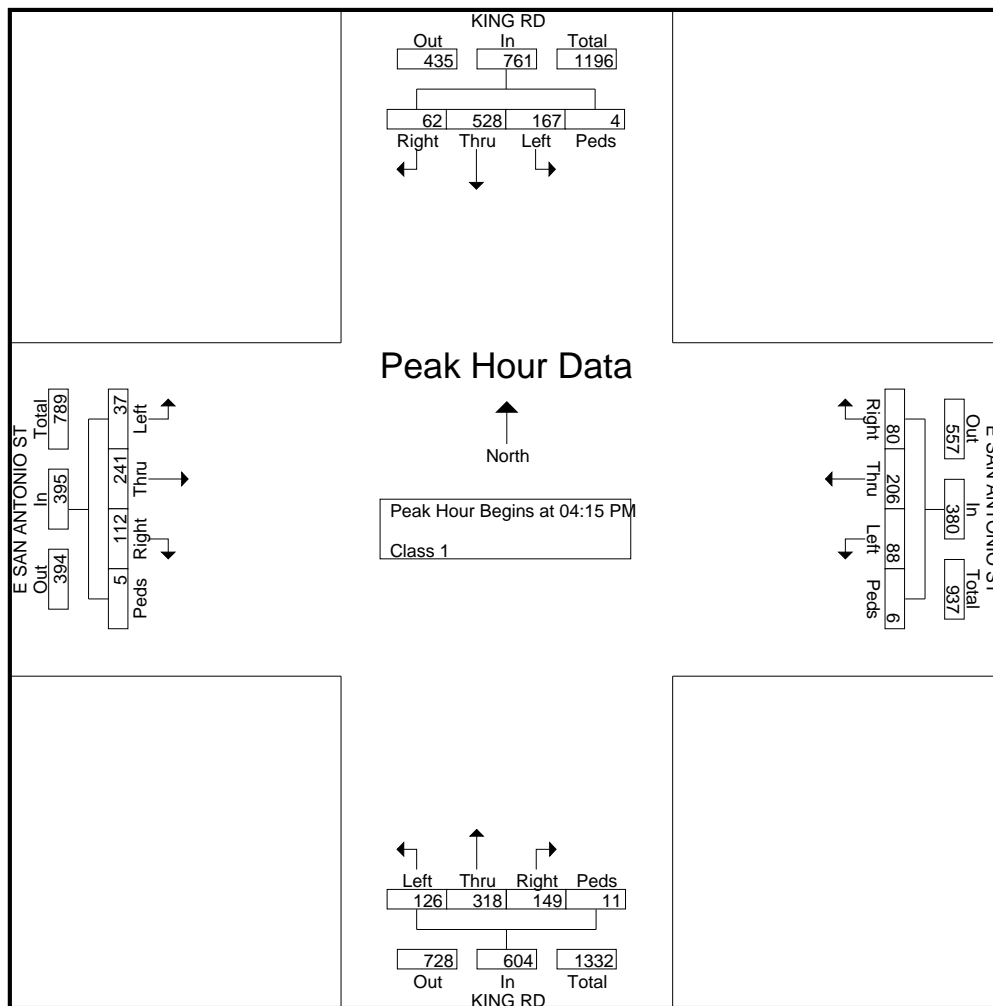 KING RD
Out In Total
435 761 1196
62 528 167 4
Right Thru Left Peds
Peak Hour Data
North
Peak Hour Begins at 04:15 PM
Class 1
E SAN ANTONIO ST
Total In Out
789 395 394
37 241 112 5
Left Thru Right Peds
E SAN ANTONIO ST
Out In Total
557 380 937
80 206 88 6
Right Thru Left Peds
Left Thru Right Peds
126 318 149 11
728 604 1332
Out In Total
KING RD